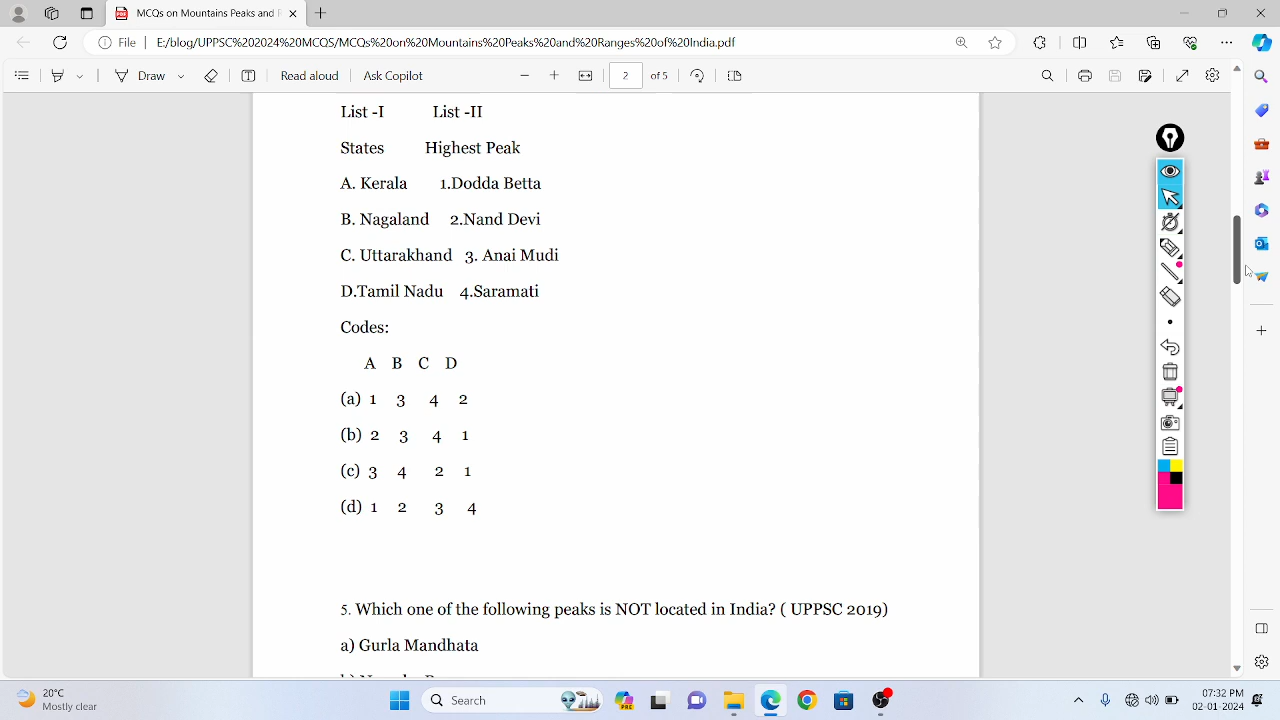 MCQs on Mountains Peaks and
File E:/blog/UPPSC%202024%20MCQS/MCQs%20on%20Mountains%20Peaks%20and%20Ranges%20of%20India.pdf
Draw Read aloud Ask Copilot 2 of 5
List -I List -II
States Highest Peak
A. Kerala 1.Dodda Betta
B. Nagaland 2.Nand Devi
C. Uttarakhand 3. Anai Mudi
D.Tamil Nadu 4.Saramati
Codes:
A B C D
(a) 1 3 4 2
(b) 2 3 4 1
(c) 3 4 2 1
(d) 1 2 3 4
5. Which one of the following peaks is NOT located in India? ( UPPSC 2019)
a) Gurla Mandhata
20°C
Mostly clear
Search
07:32 PM
02-01-2024